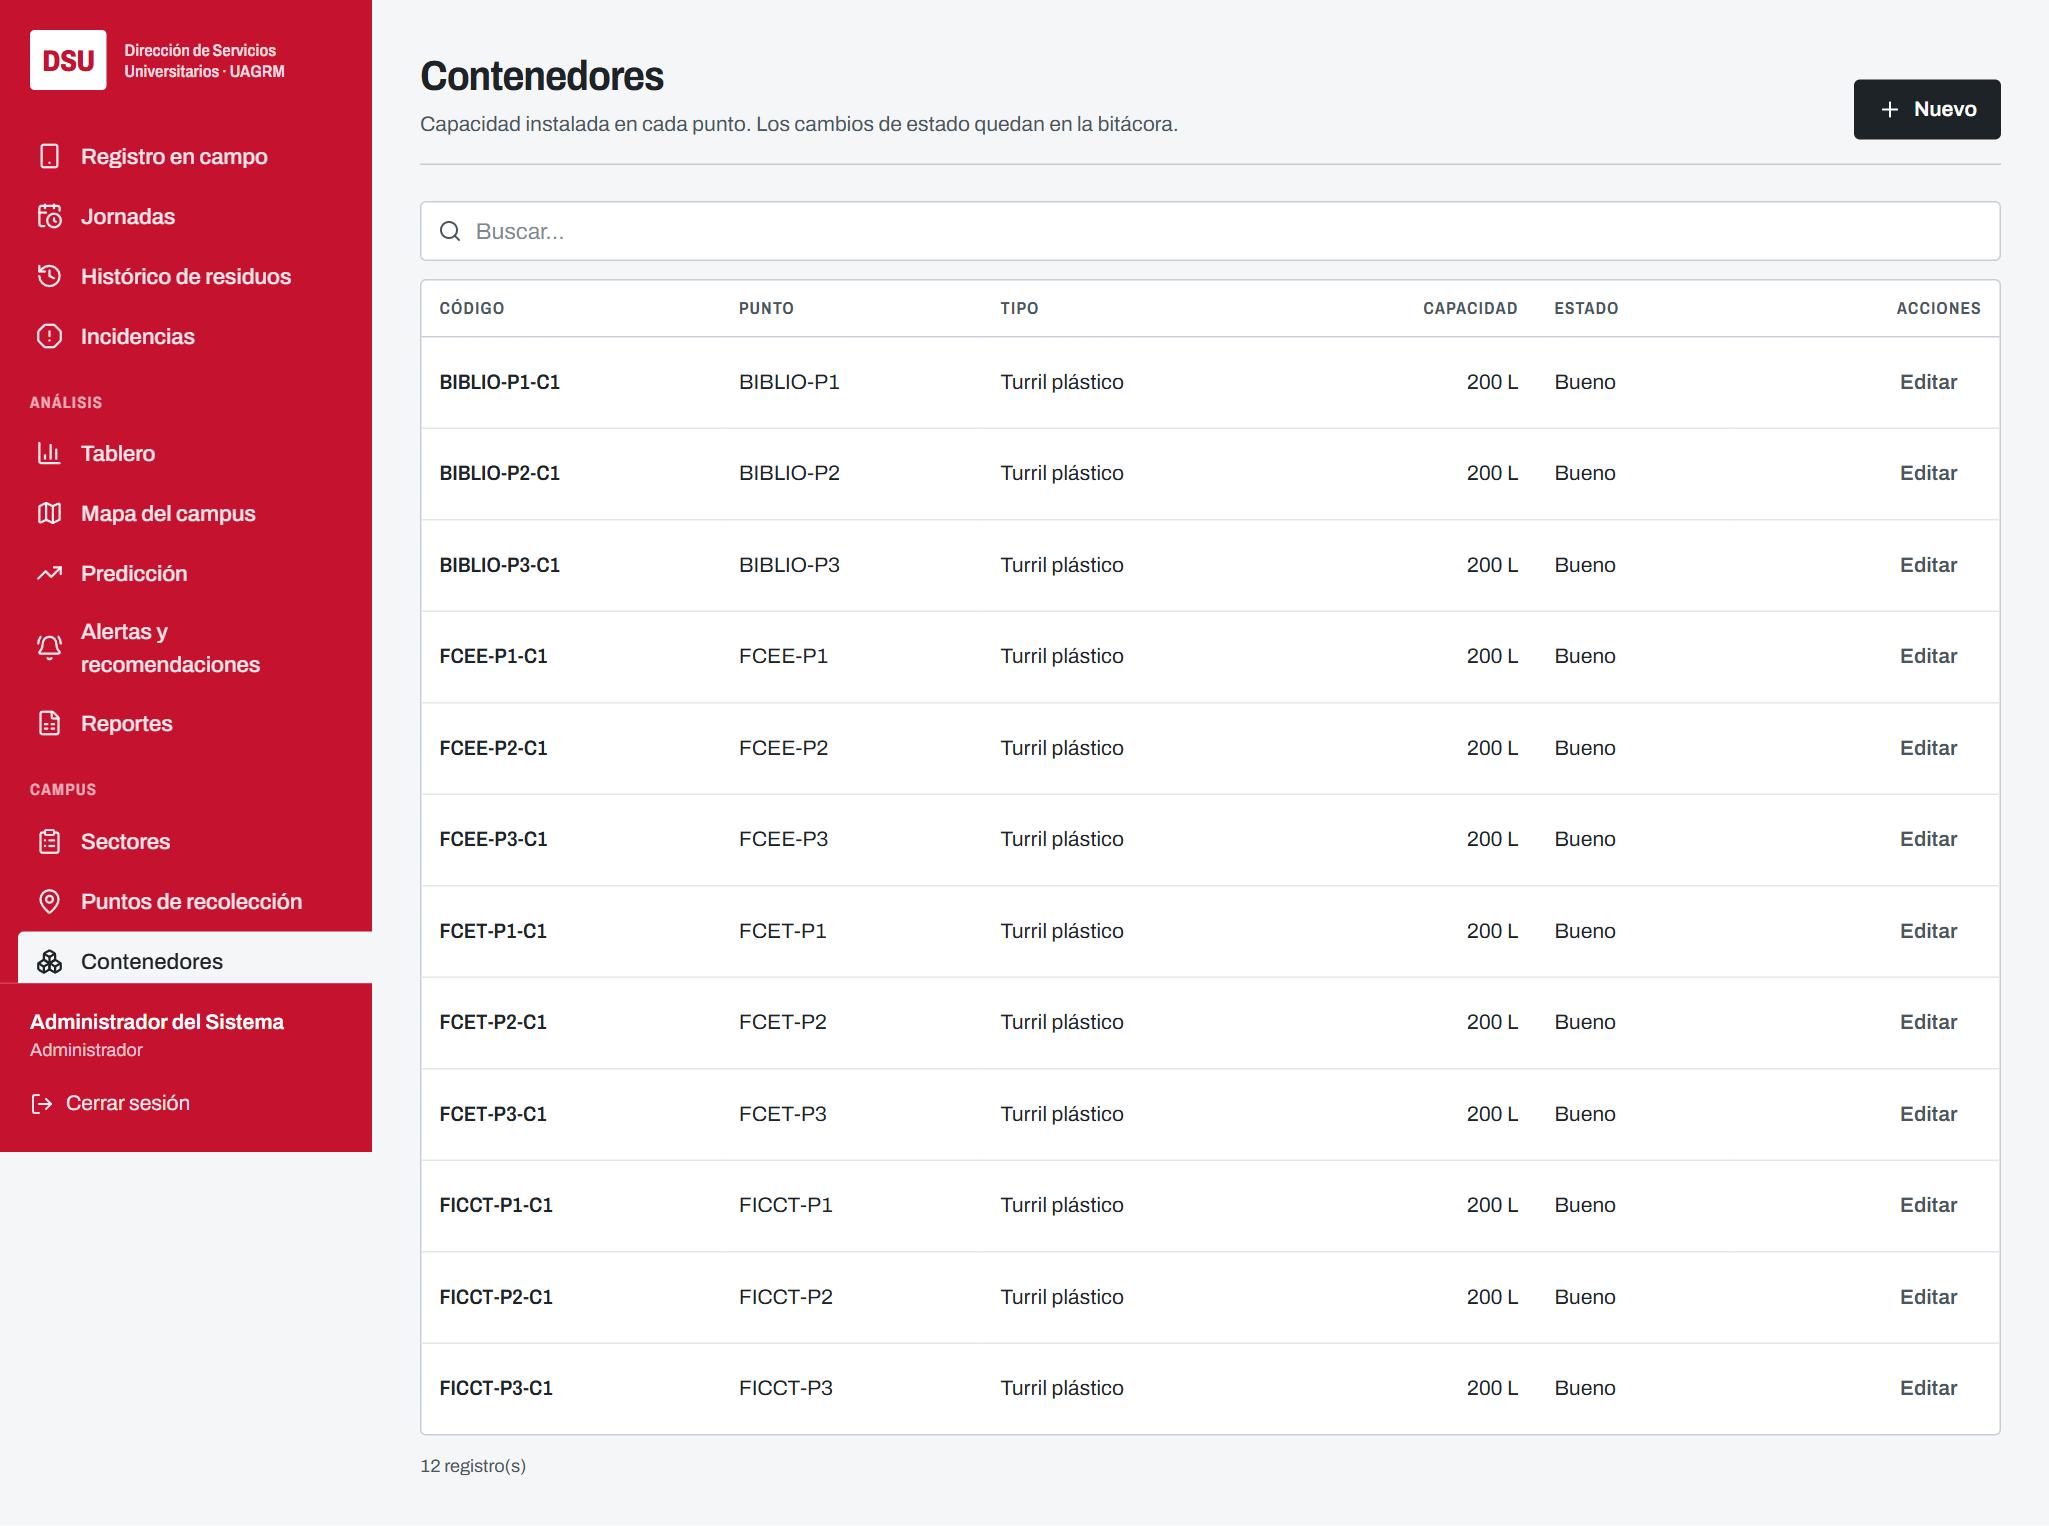 DSU
Dirección de Servicios
Universitarios · UAGRM
Registro en campo
Jornadas
Histórico de residuos
Incidencias
ANÁLISIS
Tablero
Mapa del campus
Predicción
Alertas y
recomendaciones
Reportes
CAMPUS
Sectores
Puntos de recolección
Contenedores
Administrador del Sistema
Administrador
Cerrar sesión
Contenedores
Capacidad instalada en cada punto. Los cambios de estado quedan en la bitácora.
+ Nuevo
Buscar...
CÓDIGO PUNTO TIPO CAPACIDAD ESTADO ACCIONES
BIBLIO-P1-C1 BIBLIO-P1 Turril plástico 200 L Bueno Editar
BIBLIO-P2-C1 BIBLIO-P2 Turril plástico 200 L Bueno Editar
BIBLIO-P3-C1 BIBLIO-P3 Turril plástico 200 L Bueno Editar
FCEE-P1-C1 FCEE-P1 Turril plástico 200 L Bueno Editar
FCEE-P2-C1 FCEE-P2 Turril plástico 200 L Bueno Editar
FCEE-P3-C1 FCEE-P3 Turril plástico 200 L Bueno Editar
FCET-P1-C1 FCET-P1 Turril plástico 200 L Bueno Editar
FCET-P2-C1 FCET-P2 Turril plástico 200 L Bueno Editar
FCET-P3-C1 FCET-P3 Turril plástico 200 L Bueno Editar
FICCT-P1-C1 FICCT-P1 Turril plástico 200 L Bueno Editar
FICCT-P2-C1 FICCT-P2 Turril plástico 200 L Bueno Editar
FICCT-P3-C1 FICCT-P3 Turril plástico 200 L Bueno Editar
12 registro(s)